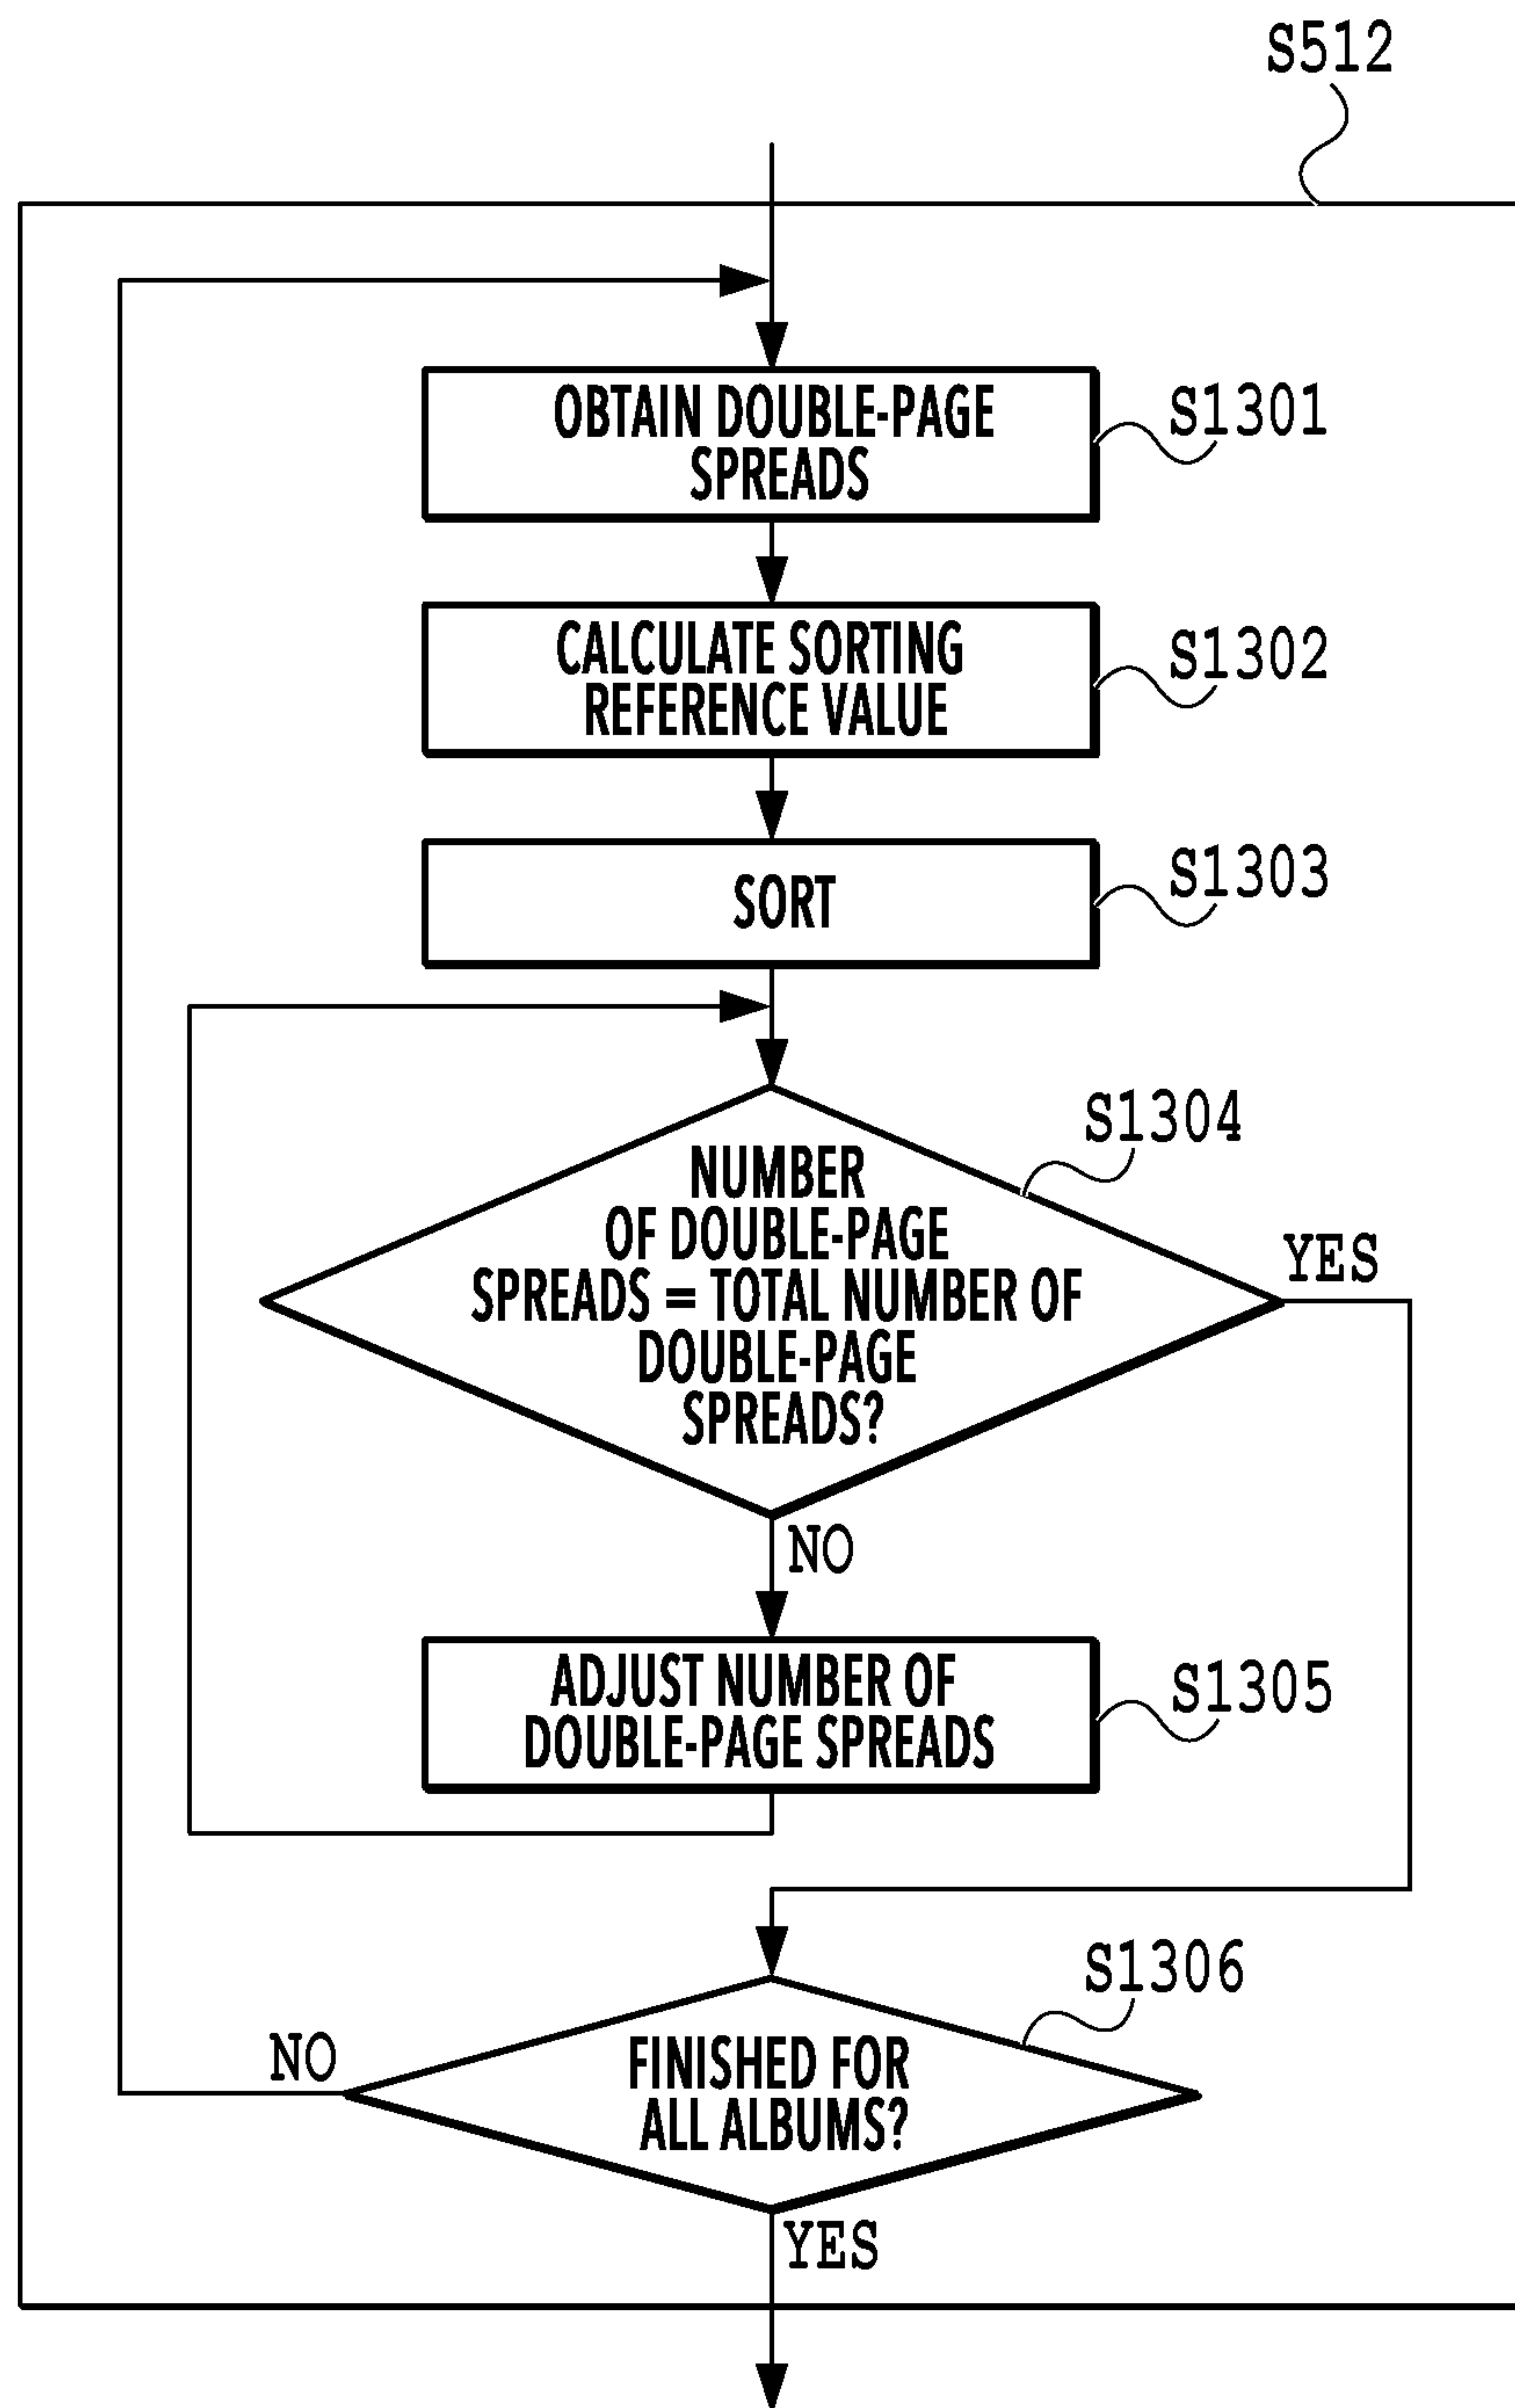 S512
OBTAIN DOUBLE-PAGE
SPREADS
S1301
CALCULATE SORTING
REFERENCE VALUE
S1302
SORT
S1303
S1304
NUMBER
OF DOUBLE-PAGE
SPREADS = TOTAL NUMBER OF
DOUBLE-PAGE
SPREADS?
YES
NO
ADJUST NUMBER OF
DOUBLE-PAGE SPREADS
S1305
S1306
NO
FINISHED FOR
ALL ALBUMS?
YES